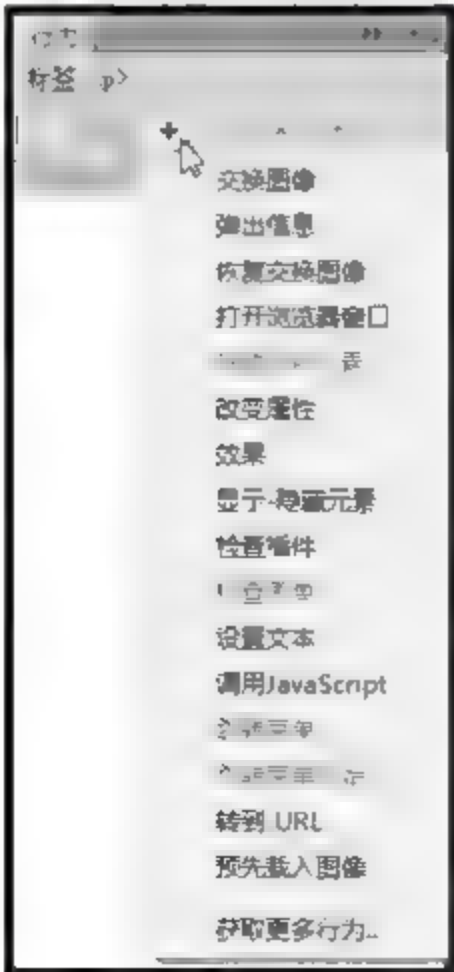 行为
标签 p>
交换图像
弹出信息
恢复交换图像
打开浏览器窗口
改变属性
效果
显示-隐藏元素
检查插件
设置文本
调用JavaScript
转到 URL
预先载入图像
获取更多行为...